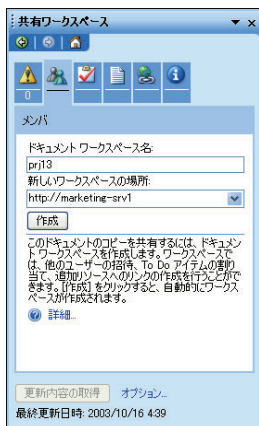 共有ワークスペース
0
メンバ
ドキュメント ワークスペース名:
prj13
新しいワークスペースの場所:
http://marketing-srv1
作成
このドキュメントのコピーを共有するには、ドキュメン
ト ワークスペースを作成します。ワークスペースで
は、他のユーザーの招待、To Do アイテムの割り
当て、追加リソースへのリンクの作成を行うことがで
きます。[作成] をクリックすると、自動的にワークス
ペースが作成されます。
詳細...
更新内容の取得 オプション...
最終更新日時: 2003/10/16 4:39